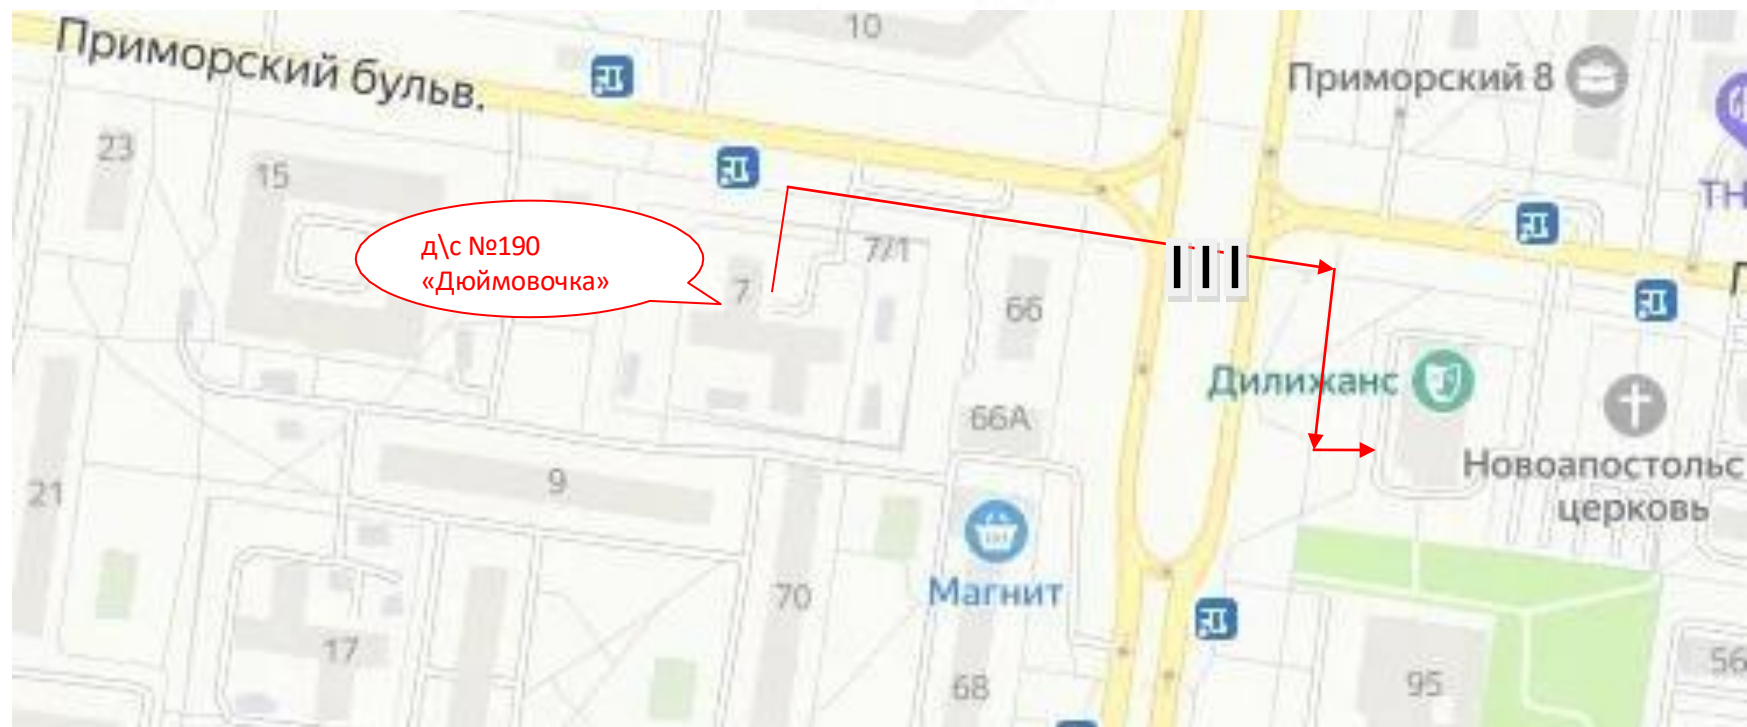 10
Приморский бульв.
Приморский 8
23
15
ТН
д\с №190
«Дюймовочка»
7/1
7
66
Дилижанс
66А
Новоапостольс
церковь
21
9
Магнит
70
17
68
95
56